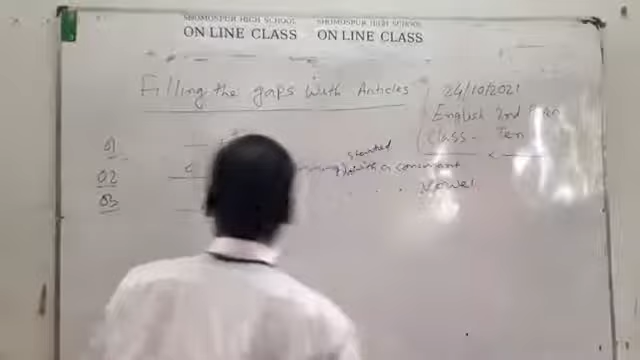 SHOMOSPUR HIGH SCHOOL SHOMOSPUR HIGH SCHOOL
ON LINE CLASS ON LINE CLASS
Filling the gaps with Articles
24/10/2021
English 2nd
Class - Ten
01
started
02 with a consonant
03 Vowel